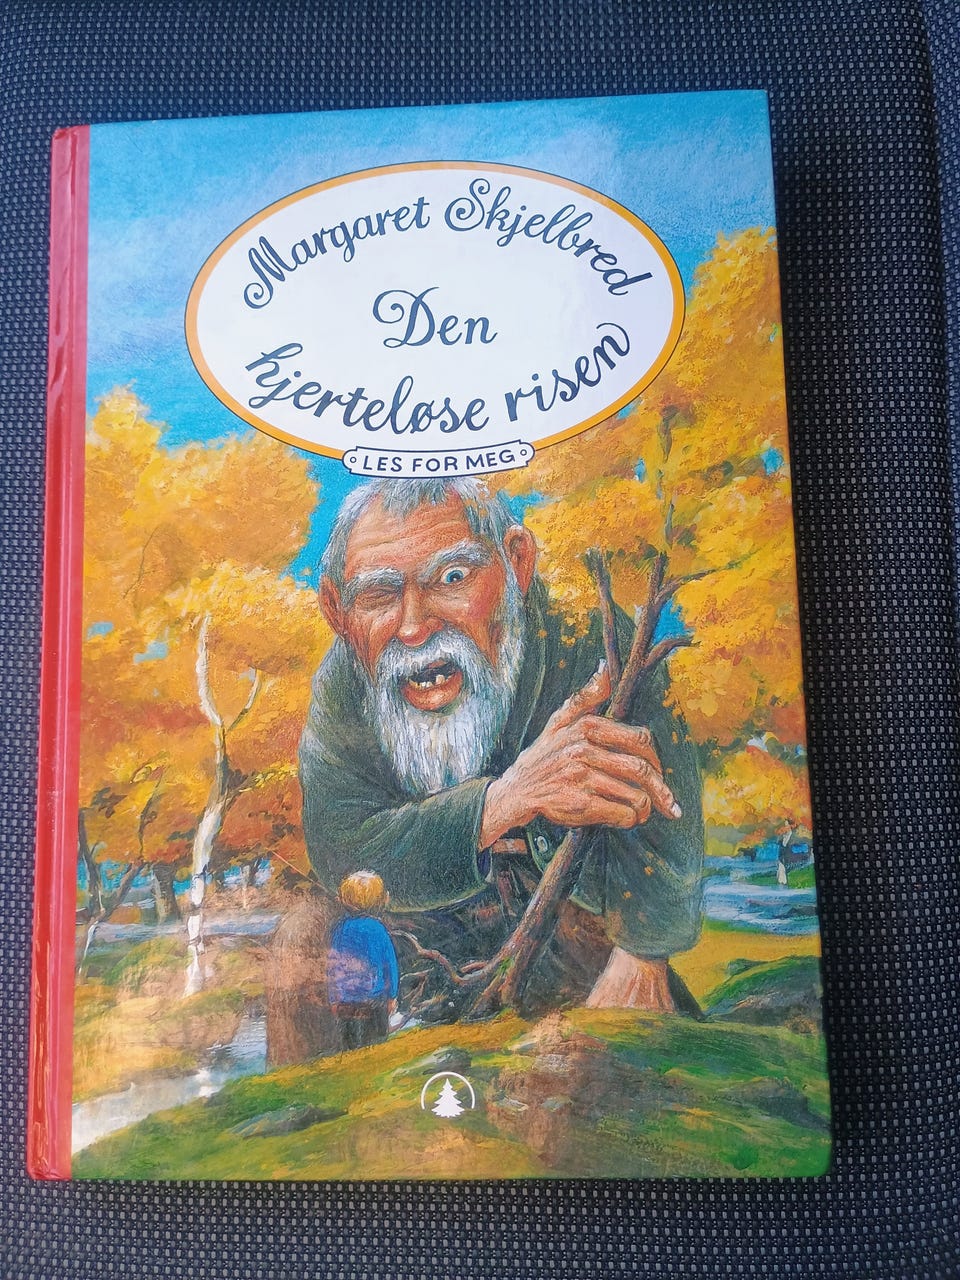 Margaret Skjelbred
Den
hjerteløse risen
LES FOR MEG